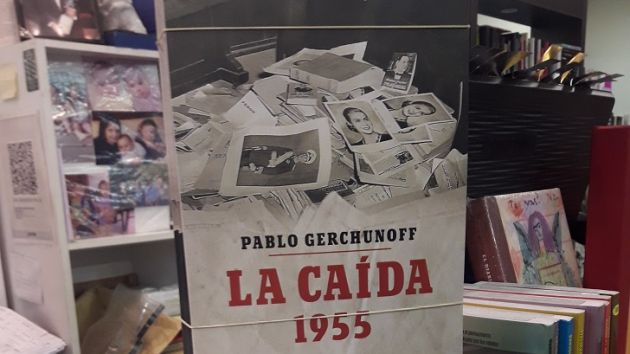 PABLO GERCHUNOFF
LA CAÍDA
1955